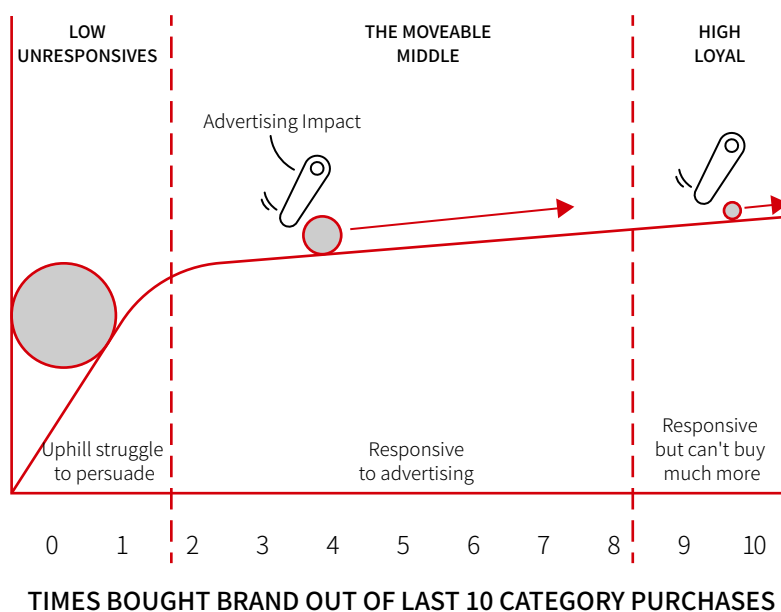 LOW
UNRESPONSIVES
THE MOVEABLE
MIDDLE
HIGH
LOYAL
Advertising Impact
Uphill struggle
to persuade
Responsive
to advertising
Responsive
but can't buy
much more
0 1 2 3 4 5 6 7 8 9 10
TIMES BOUGHT BRAND OUT OF LAST 10 CATEGORY PURCHASES